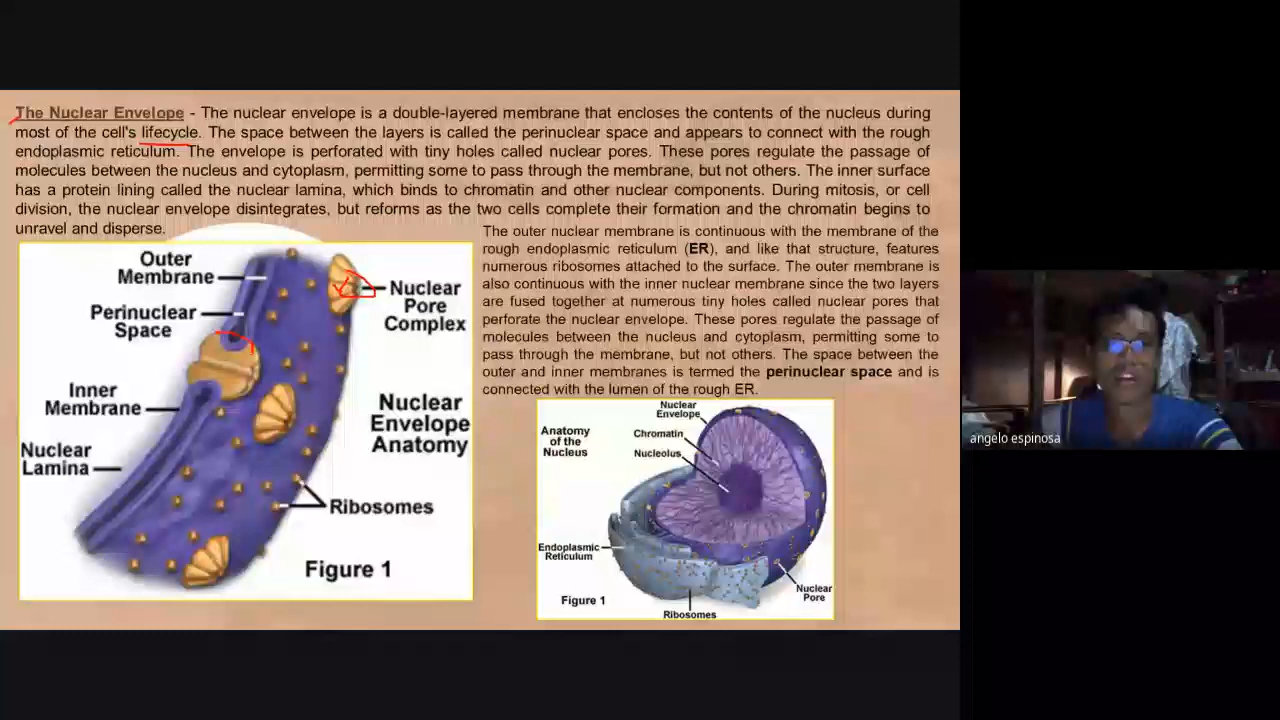 The Nuclear Envelope - The nuclear envelope is a double-layered membrane that encloses the contents of the nucleus during
most of the cell's lifecycle. The space between the layers is called the perinuclear space and appears to connect with the rough
endoplasmic reticulum. The envelope is perforated with tiny holes called nuclear pores. These pores regulate the passage of
molecules between the nucleus and cytoplasm, permitting some to pass through the membrane, but not others. The inner surface
has a protein lining called the nuclear lamina, which binds to chromatin and other nuclear components. During mitosis, or cell
division, the nuclear envelope disintegrates, but reforms as the two cells complete their formation and the chromatin begins to
unravel and disperse.
The outer nuclear membrane is continuous with the membrane of the
rough endoplasmic reticulum (ER), and like that structure, features
numerous ribosomes attached to the surface. The outer membrane is
also continuous with the inner nuclear membrane since the two layers
are fused together at numerous tiny holes called nuclear pores that
perforate the nuclear envelope. These pores regulate the passage of
molecules between the nucleus and cytoplasm, permitting some to
pass through the membrane, but not others. The space between the
outer and inner membranes is termed the perinuclear space and is
connected with the lumen of the rough ER.
Outer
Membrane
Perinuclear
Space
Inner
Membrane
Nuclear
Lamina
Nuclear
Pore
Complex
Nuclear
Envelope
Anatomy
Ribosomes
Figure 1
Anatomy
of the
Nucleus
Nuclear
Envelope
Chromatin
Nucleolus
Endoplasmic
Reticulum
Figure 1
Ribosomes
Nuclear
Pore
angelo espinosa